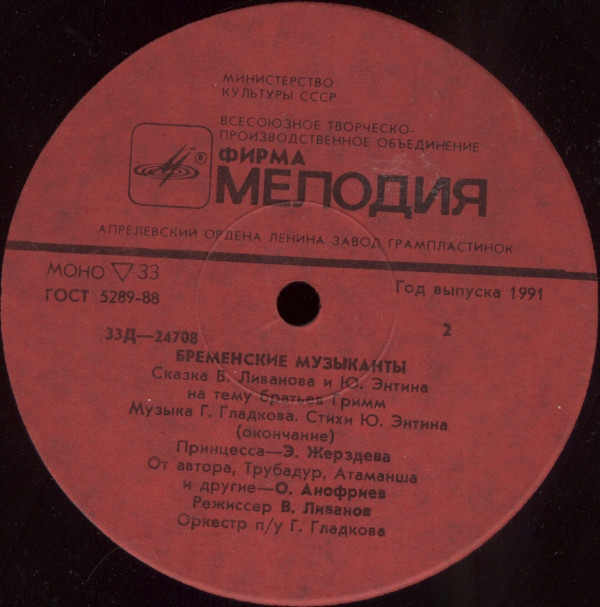 МИНИСТЕРСТВО
КУЛЬТУРЫ СССР
ВСЕСОЮЗНОЕ ТВОРЧЕСКО-
ПРОИЗВОДСТВЕННОЕ ОБЪЕДИНЕНИЕ
® ФИРМА
МЕЛОДИЯ
АПРЕЛЕВСКИЙ ОРДЕНА ЛЕНИНА ЗАВОД ГРАМПЛАСТИНОК
МОНО ▽ 33
ГОСТ 5289-88
Год выпуска 1991
33Д—24708
2
БРЕМЕНСКИЕ МУЗЫКАНТЫ
Сказка В. Ливанова и Ю. Энтина
на тему братьев Гримм
Музыка Г. Гладкова. Стихи Ю. Энтина
(окончание)
Принцесса—Э. Жерздева
От автора, Трубадур, Атаманша
и другие—О. Анофриев
Режиссер В. Ливанов
Оркестр п/у Г. Гладкова